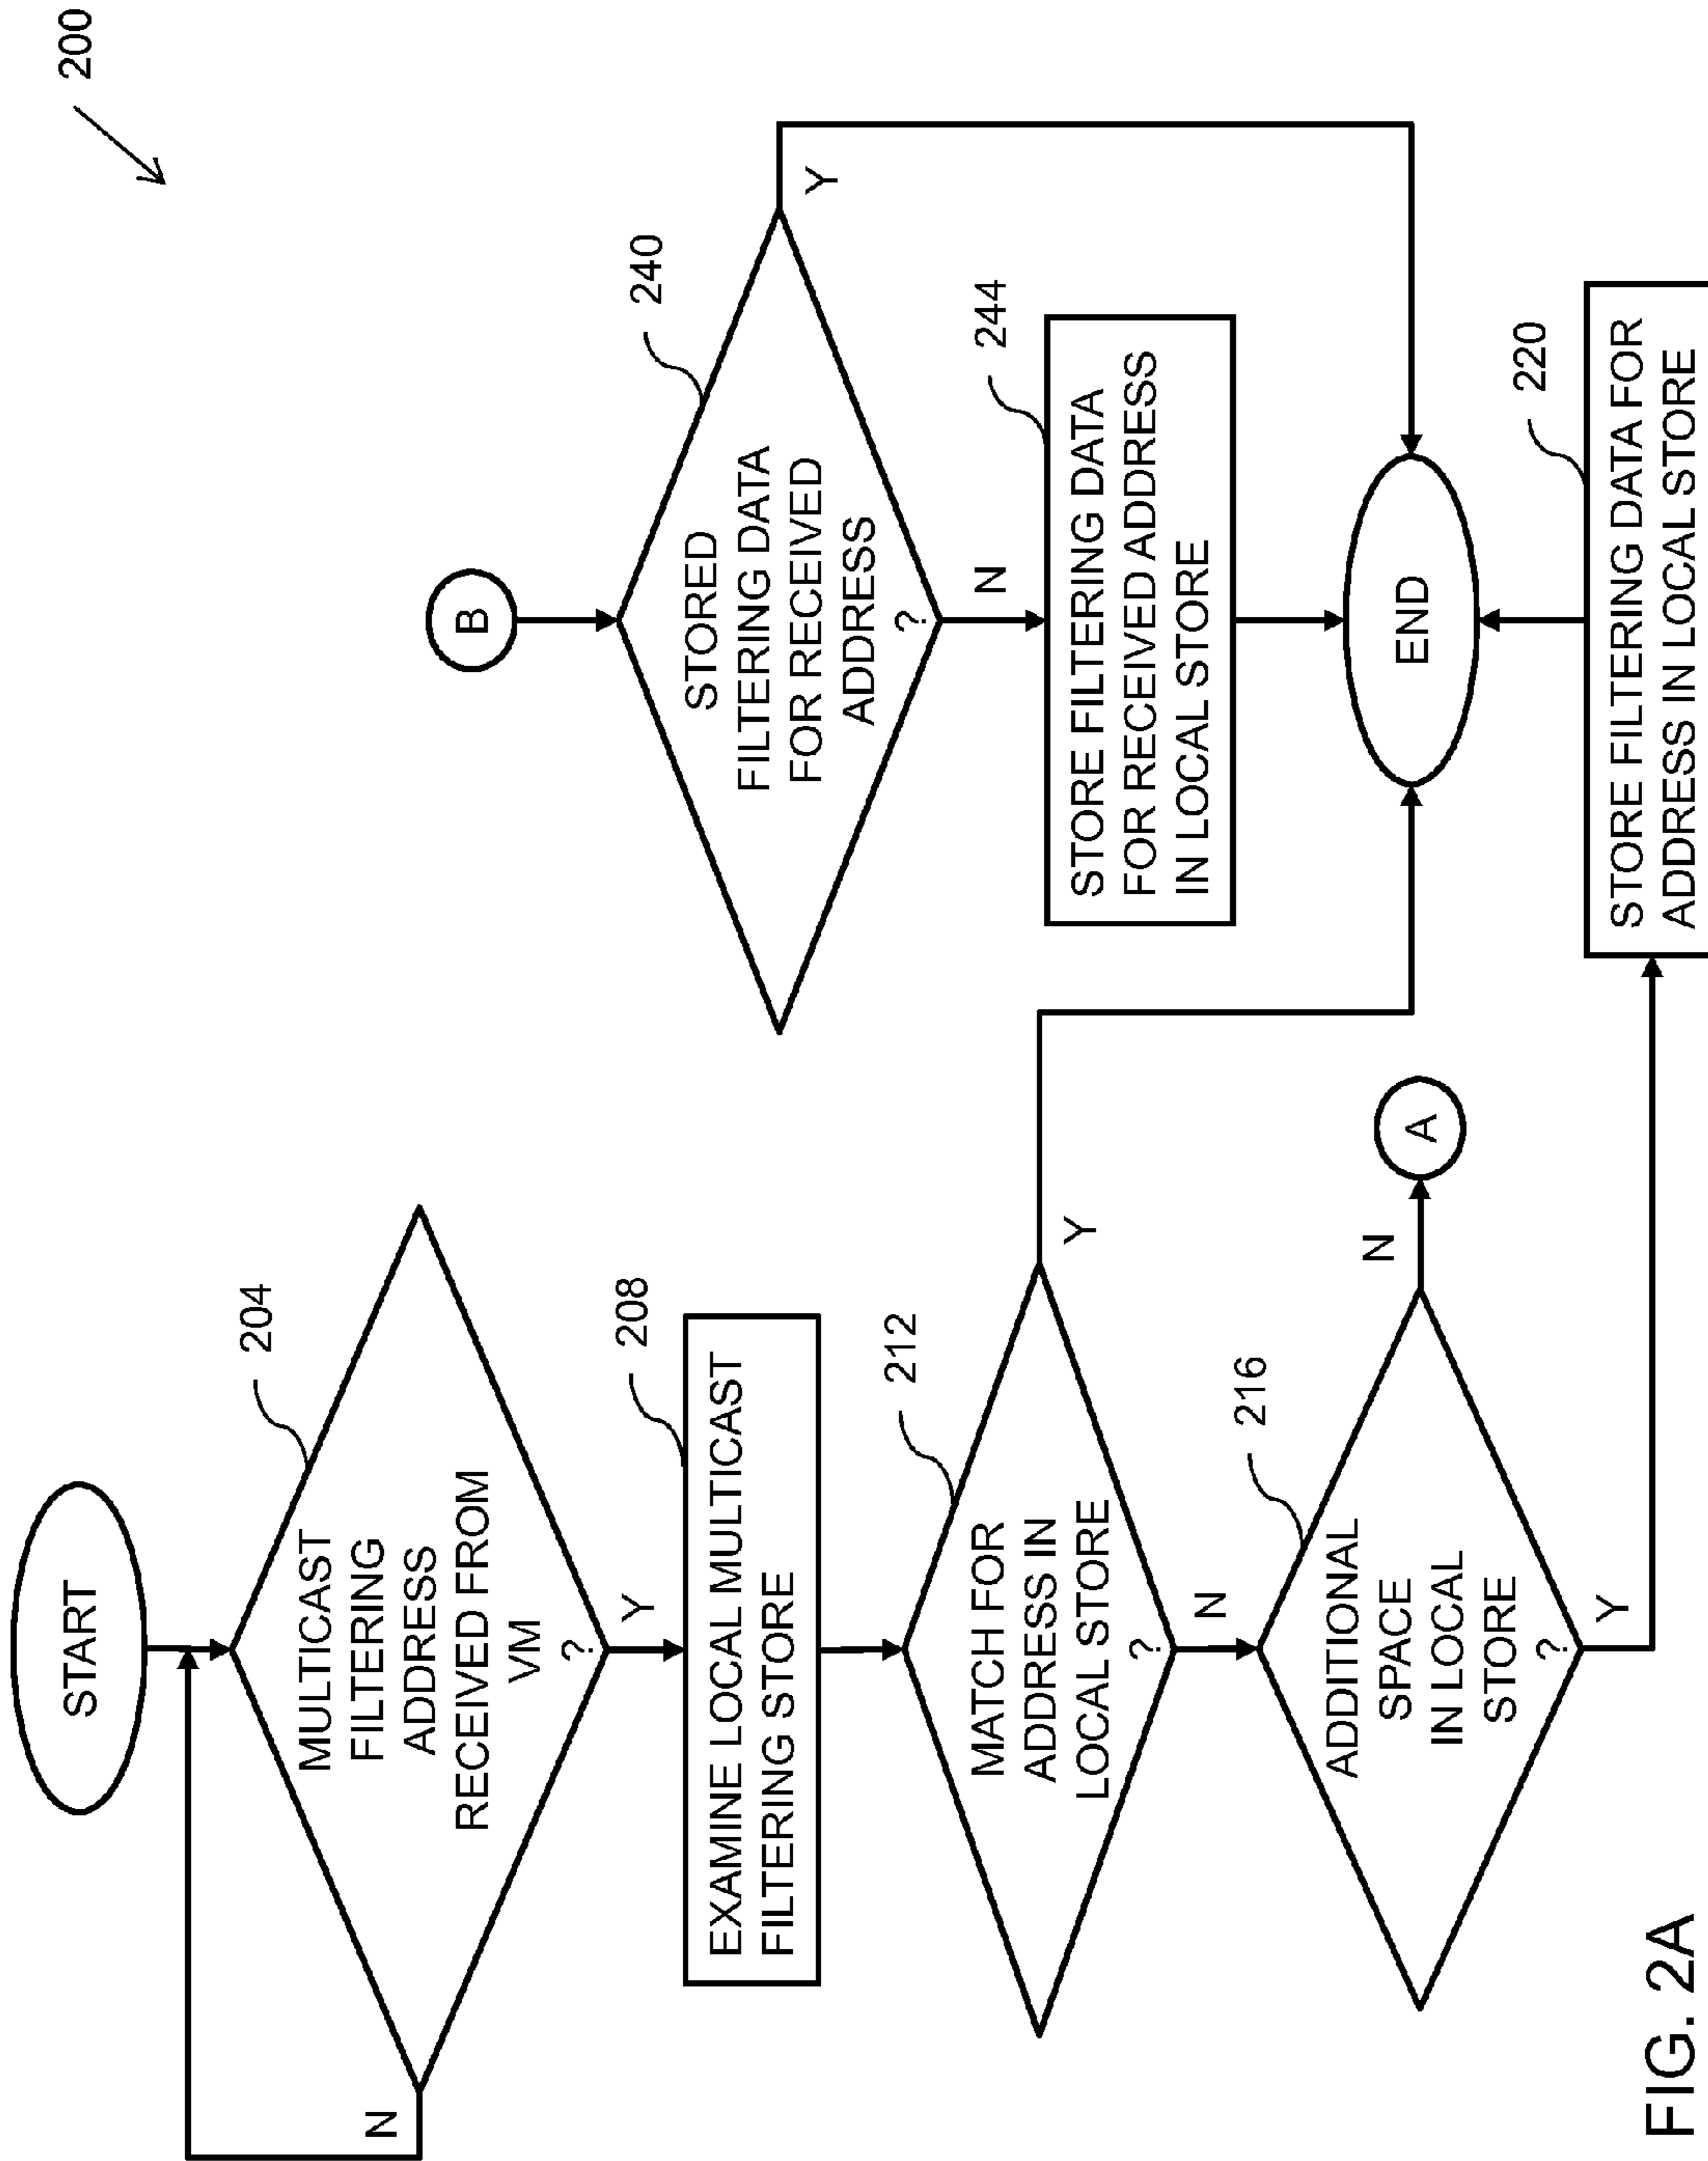 200
START
MULTICAST
FILTERING
ADDRESS
RECEIVED FROM
VM
?
204
N
Y
EXAMINE LOCAL MULTICAST
FILTERING STORE
208
MATCH FOR
ADDRESS IN
LOCAL STORE
?
212
Y
N
ADDITIONAL
SPACE
IN LOCAL
STORE
?
216
N
A
Y
B
STORED
FILTERING DATA
FOR RECEIVED
ADDRESS
?
240
Y
N
STORE FILTERING DATA
FOR RECEIVED ADDRESS
IN LOCAL STORE
244
END
STORE FILTERING DATA FOR
ADDRESS IN LOCAL STORE
220
FIG. 2A